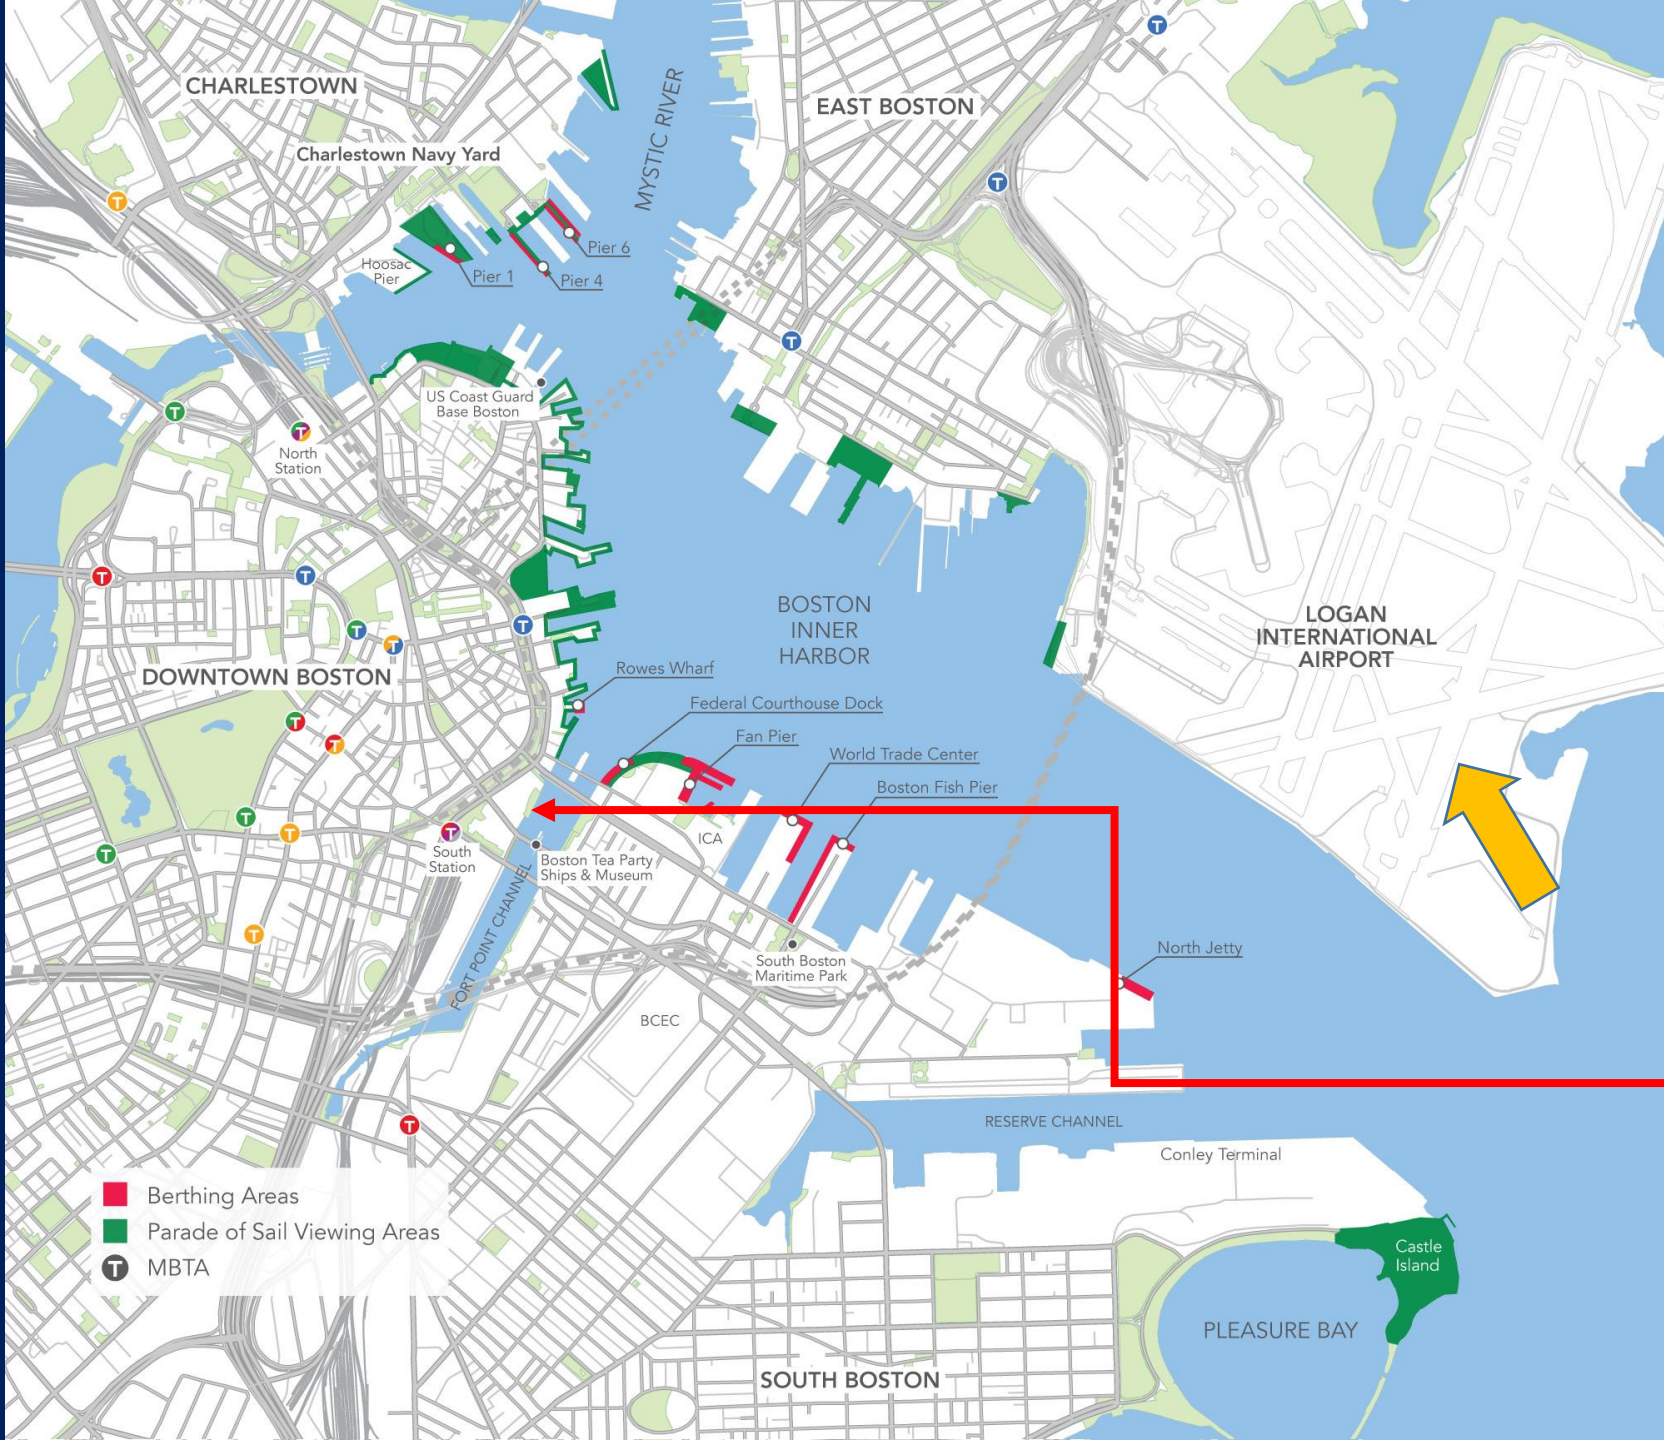 CHARLESTOWN
Charlestown Navy Yard
MYSTIC RIVER
EAST BOSTON
T
T
T
Hoosac
Pier
Pier 1
Pier 4
Pier 6
T
US Coast Guard
Base Boston
T
T
North
Station
T
T
T
T
T
BOSTON
INNER
HARBOR
LOGAN
INTERNATIONAL
AIRPORT
DOWNTOWN BOSTON
Rowes Wharf
Federal Courthouse Dock
Fan Pier
World Trade Center
Boston Fish Pier
T
T
T
T
T
T
South
Station
ICA
Boston Tea Party
Ships & Museum
FORT POINT CHANNEL
T
South Boston
Maritime Park
North Jetty
BCEC
T
RESERVE CHANNEL
Conley Terminal
Berthing Areas
Parade of Sail Viewing Areas
T MBTA
Castle
Island
PLEASURE BAY
SOUTH BOSTON